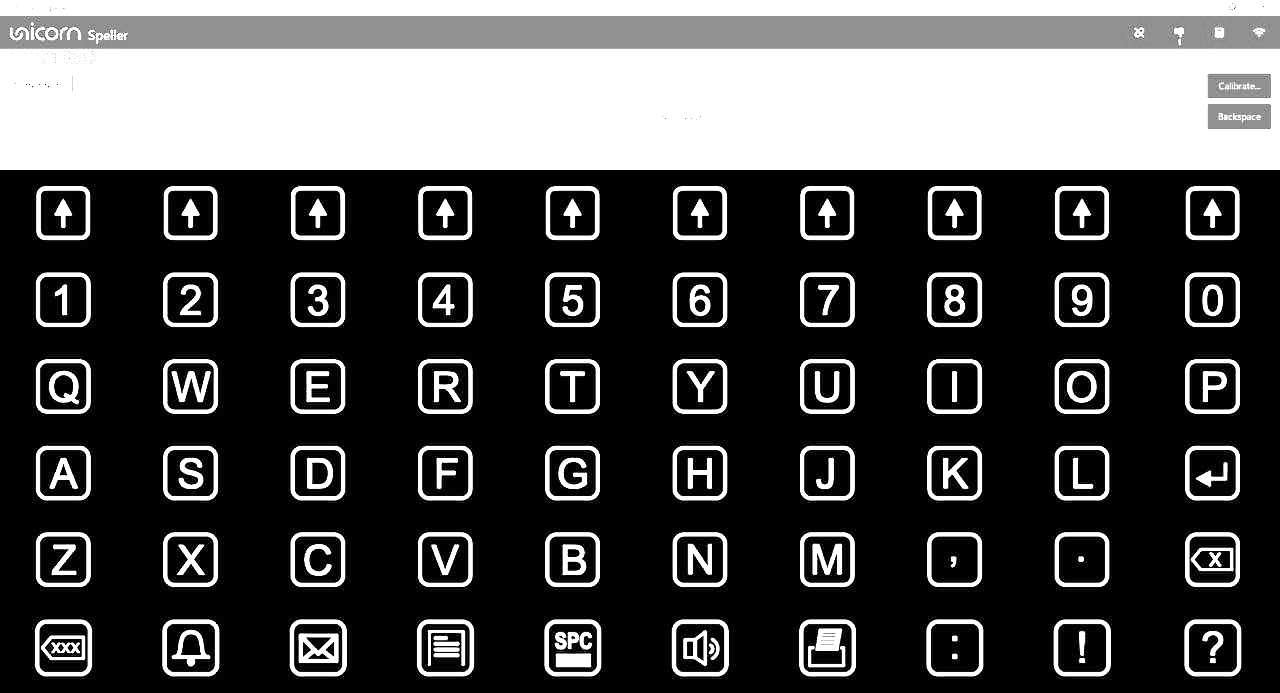 unicorn Speller
Calibrate...
Backspace
1 2 3 4 5 6 7 8 9 0
Q W E R T Y U I O P
A S D F G H J K L
Z X C V B N M , . X
XXX SPC : ! ?